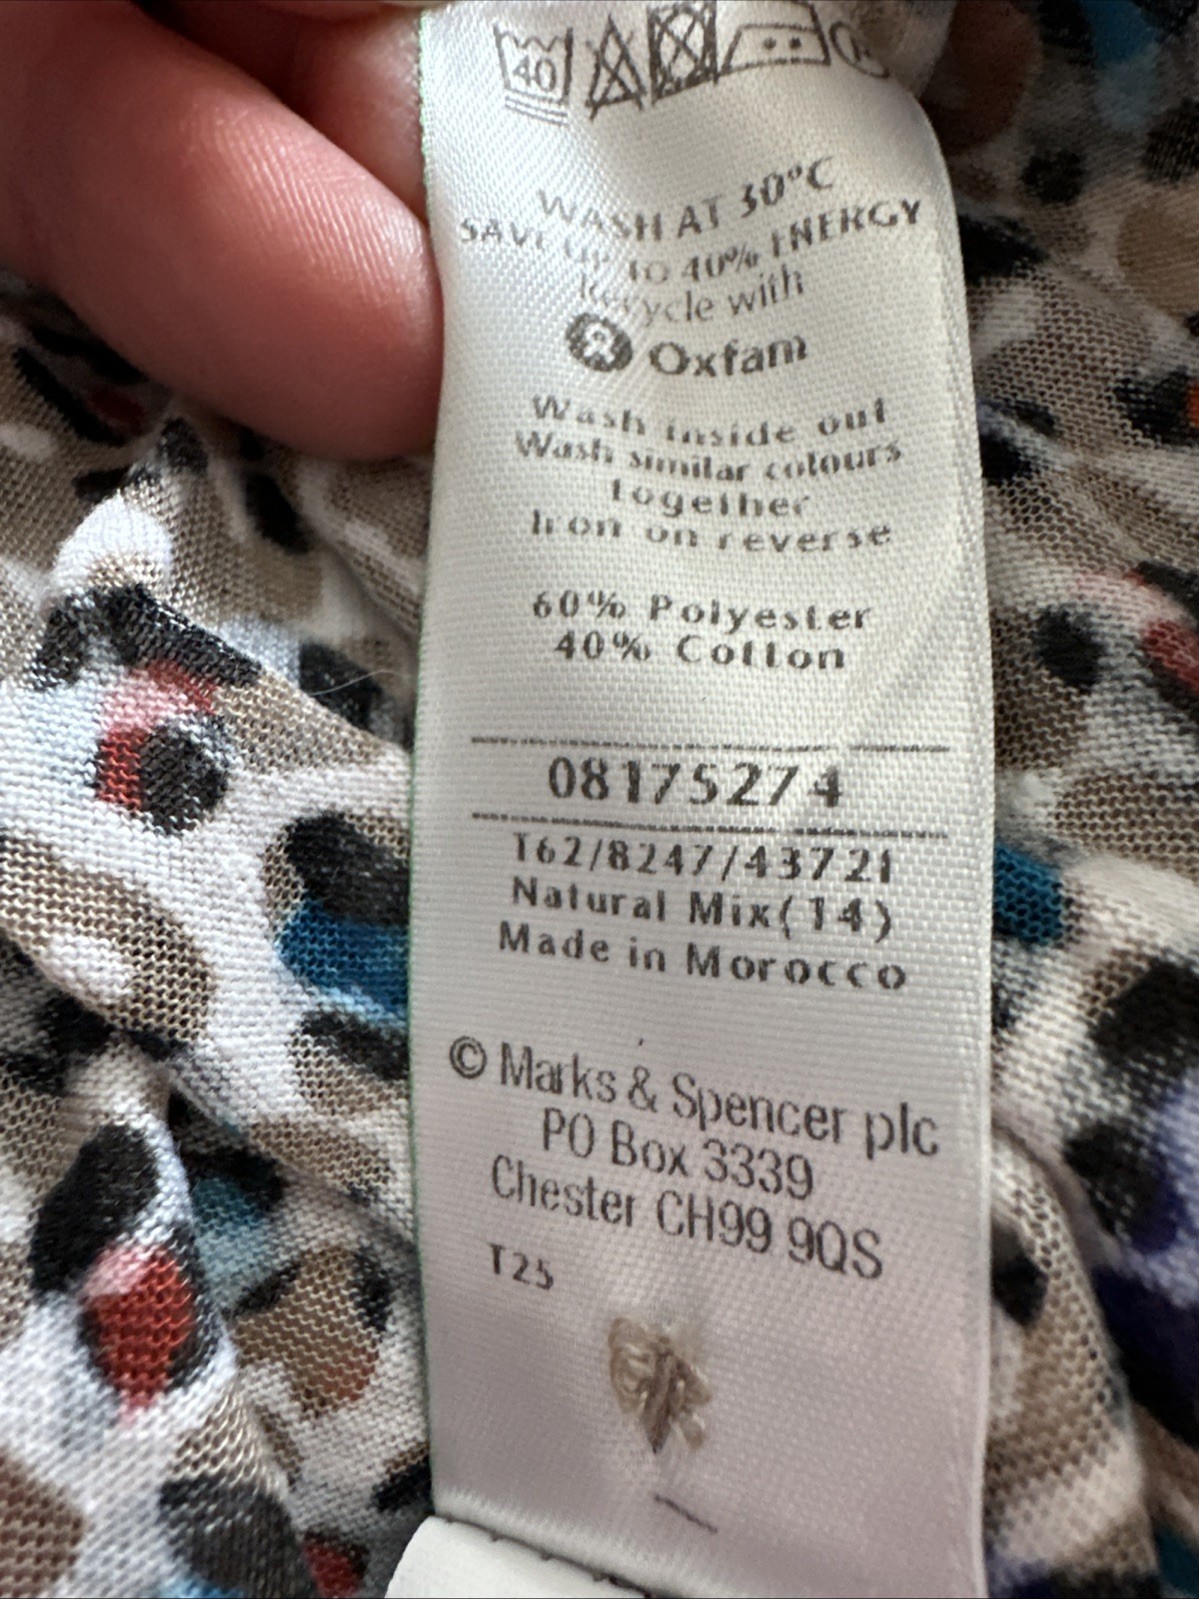 40
WASH AT 30°C
SAVE UP TO 40% ENERGY
Recycle with
Oxfam
Wash inside out
Wash similar colours
together
Iron on reverse
60% Polyester
40% Cotton
08175274
T62/8247/4372I
Natural Mix(14)
Made in Morocco
© Marks & Spencer plc
PO Box 3339
Chester CH99 9QS
T25